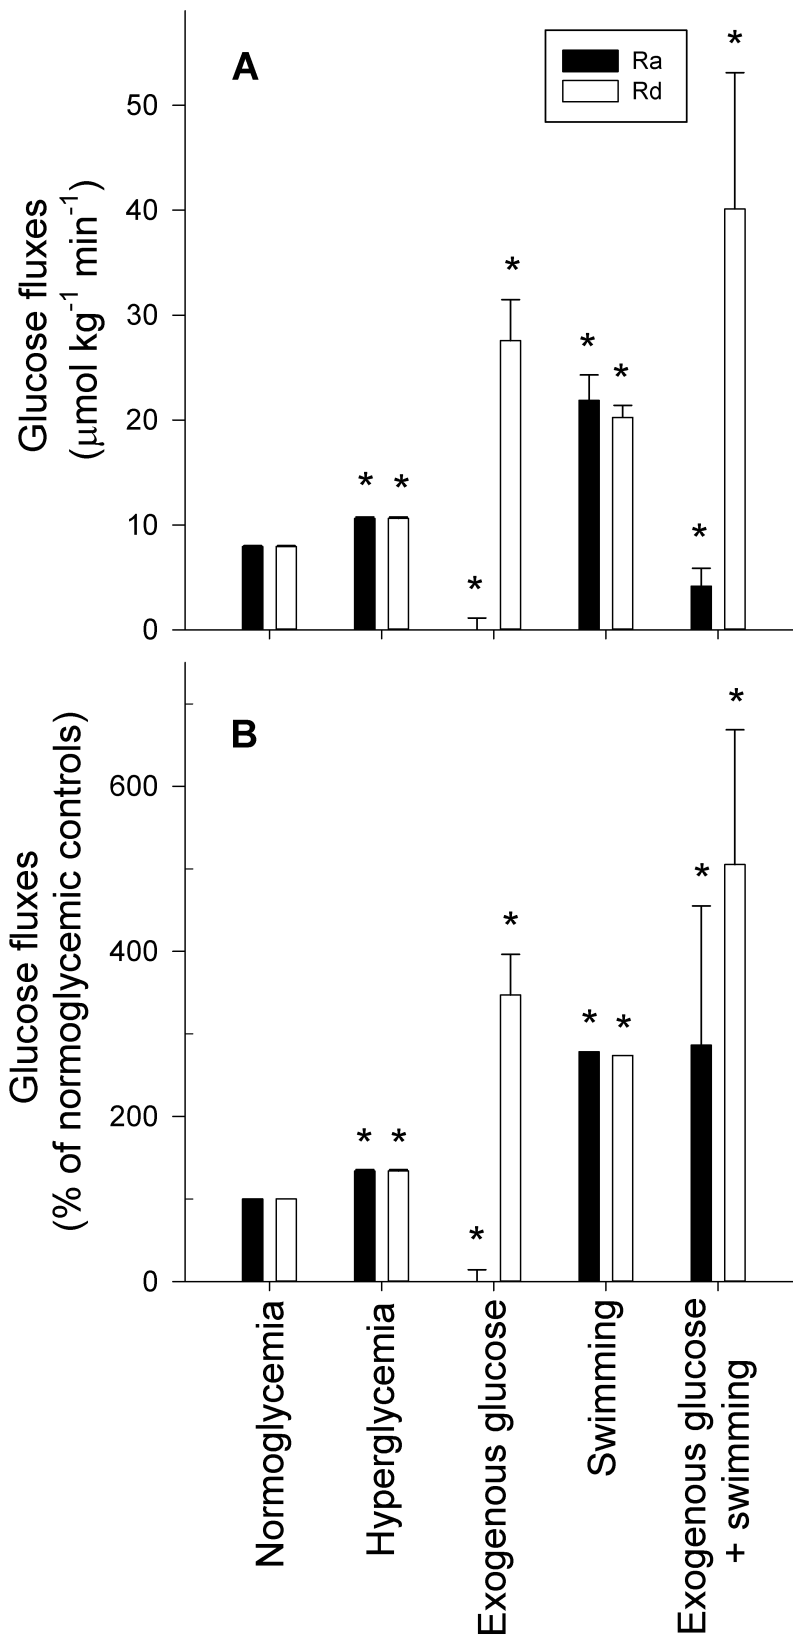 A
Ra
Rd
Glucose fluxes
(μmol kg⁻¹ min⁻¹)
50
40
30
20
10
0
* * * * * * * *
B
Glucose fluxes
(% of normoglycemic controls)
600
400
200
0
* * * * * * * *
Normoglycemia
Hyperglycemia
Exogenous glucose
Swimming
Exogenous glucose
+ swimming